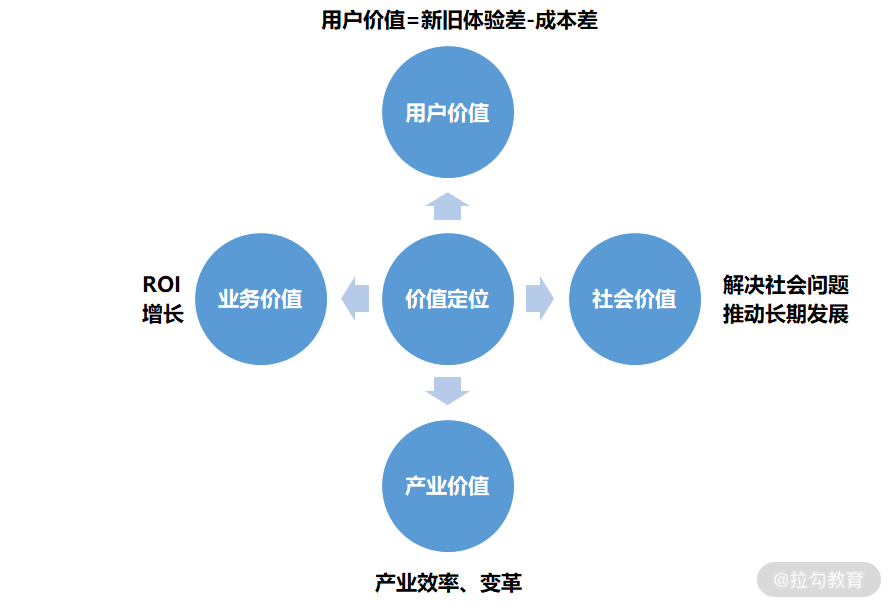 用户价值=新旧体验差-成本差
用户价值
ROI
增长
业务价值
价值定位
社会价值
解决社会问题
推动长期发展
产业价值
产业效率、变革
@拉勾教育